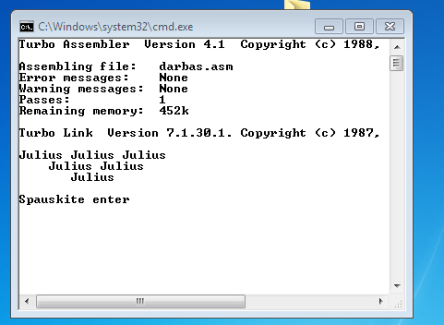 C:\Windows\system32\cmd.exe
Turbo Assembler  Version 4.1  Copyright (c) 1988,
Assembling file:   darbas.asm
Error messages:    None
Warning messages:  None
Passes:            1
Remaining memory:  452k
Turbo Link  Version 7.1.30.1. Copyright (c) 1987,
Julius Julius Julius
Julius Julius
Julius
Spauskite enter